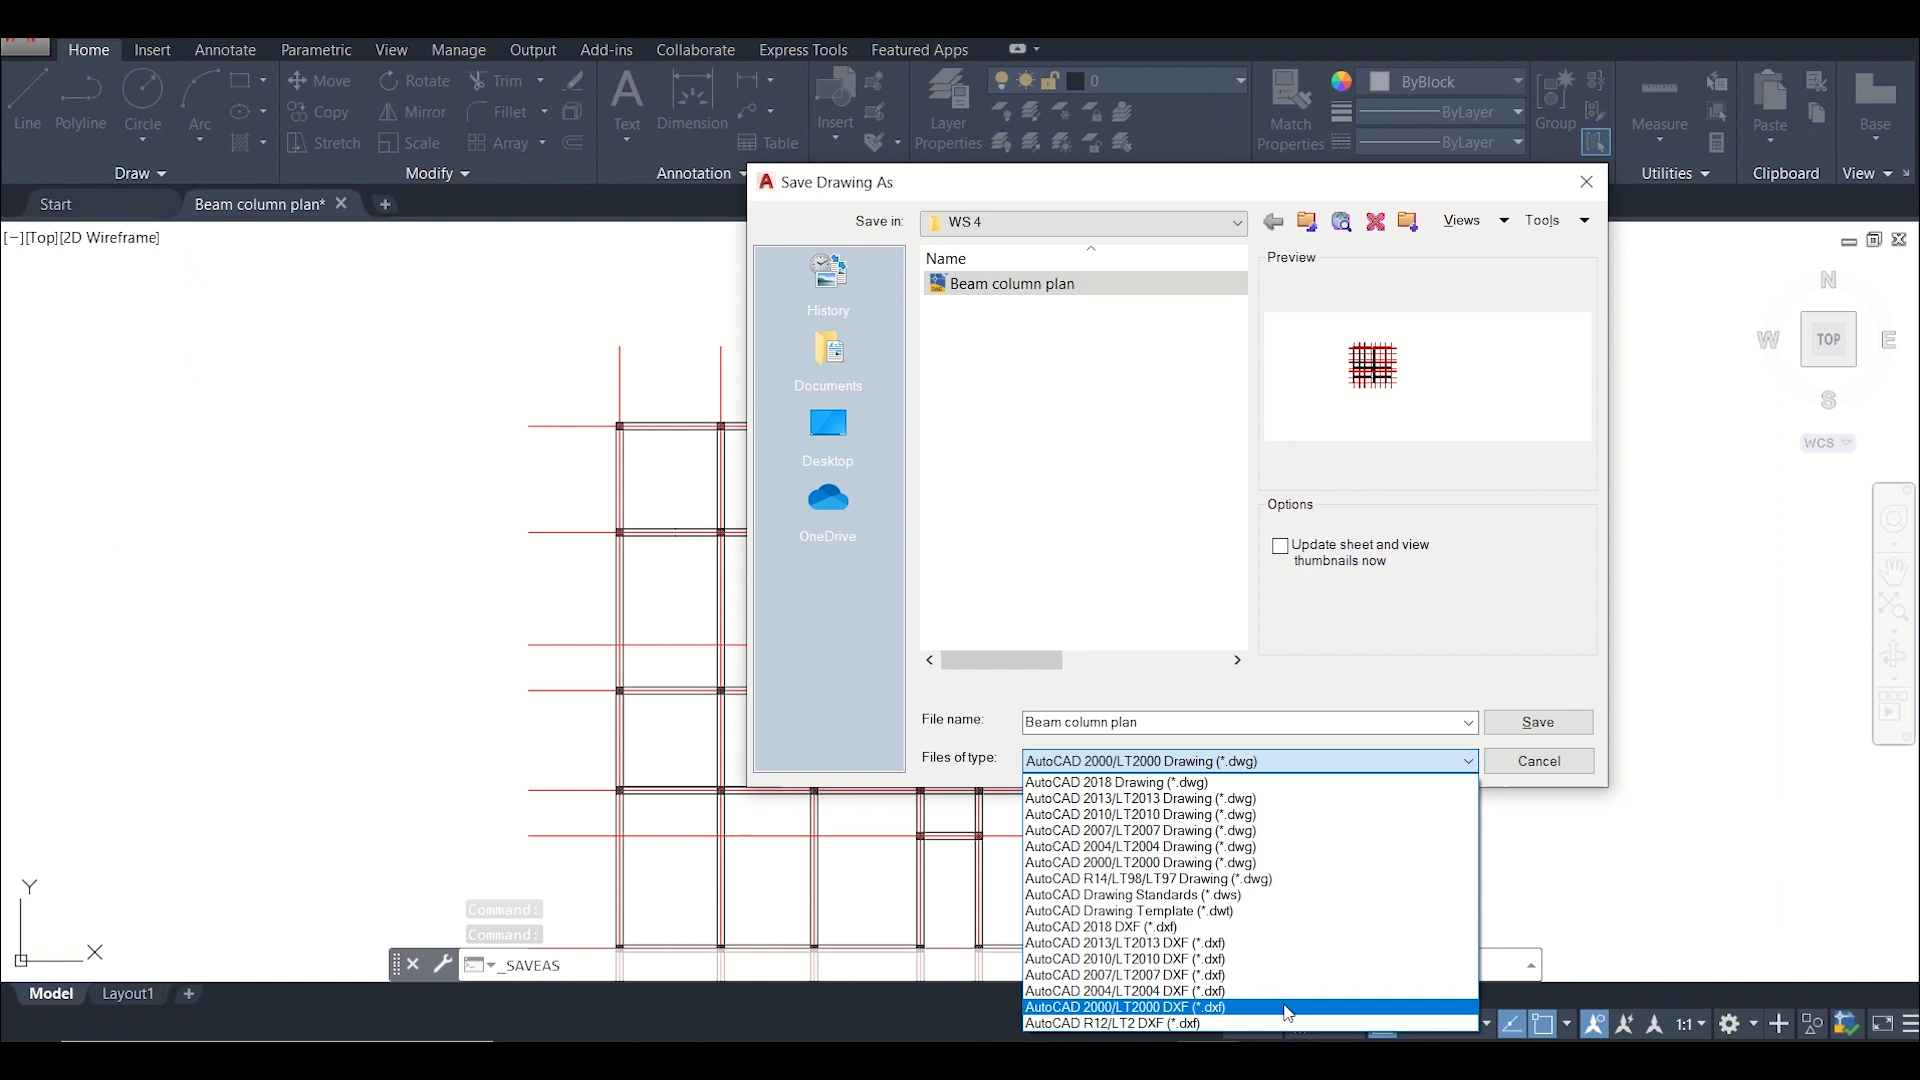 Home Insert Annotate Parametric View Manage Output Add-ins Collaborate Express Tools Featured Apps
Line Polyline Circle Arc
Move Rotate Trim
Copy Mirror Fillet
Stretch Scale Array
Text Dimension Table
Insert
Layer Properties
0
Match Properties
ByBlock
ByLayer
ByLayer
Group
Measure
Paste
Base
Draw Modify Annotation Utilities Clipboard View
Start Beam column plan*
[−][Top][2D Wireframe]
Save Drawing As
Save in: WS 4 Views Tools
History
Documents
Desktop
OneDrive
Name
DWG Beam column plan
Preview
Options
Update sheet and view
thumbnails now
File name: Beam column plan Save
Files of type: AutoCAD 2000/LT2000 Drawing (*.dwg) Cancel
AutoCAD 2018 Drawing (*.dwg)
AutoCAD 2013/LT2013 Drawing (*.dwg)
AutoCAD 2010/LT2010 Drawing (*.dwg)
AutoCAD 2007/LT2007 Drawing (*.dwg)
AutoCAD 2004/LT2004 Drawing (*.dwg)
AutoCAD 2000/LT2000 Drawing (*.dwg)
AutoCAD R14/LT98/LT97 Drawing (*.dwg)
AutoCAD Drawing Standards (*.dws)
AutoCAD Drawing Template (*.dwt)
AutoCAD 2018 DXF (*.dxf)
AutoCAD 2013/LT2013 DXF (*.dxf)
AutoCAD 2010/LT2010 DXF (*.dxf)
AutoCAD 2007/LT2007 DXF (*.dxf)
AutoCAD 2004/LT2004 DXF (*.dxf)
AutoCAD 2000/LT2000 DXF (*.dxf)
AutoCAD R12/LT2 DXF (*.dxf)
N
W TOP E
S
WCS
Y
X
Command:
Command:
_SAVEAS
Model Layout1
1:1